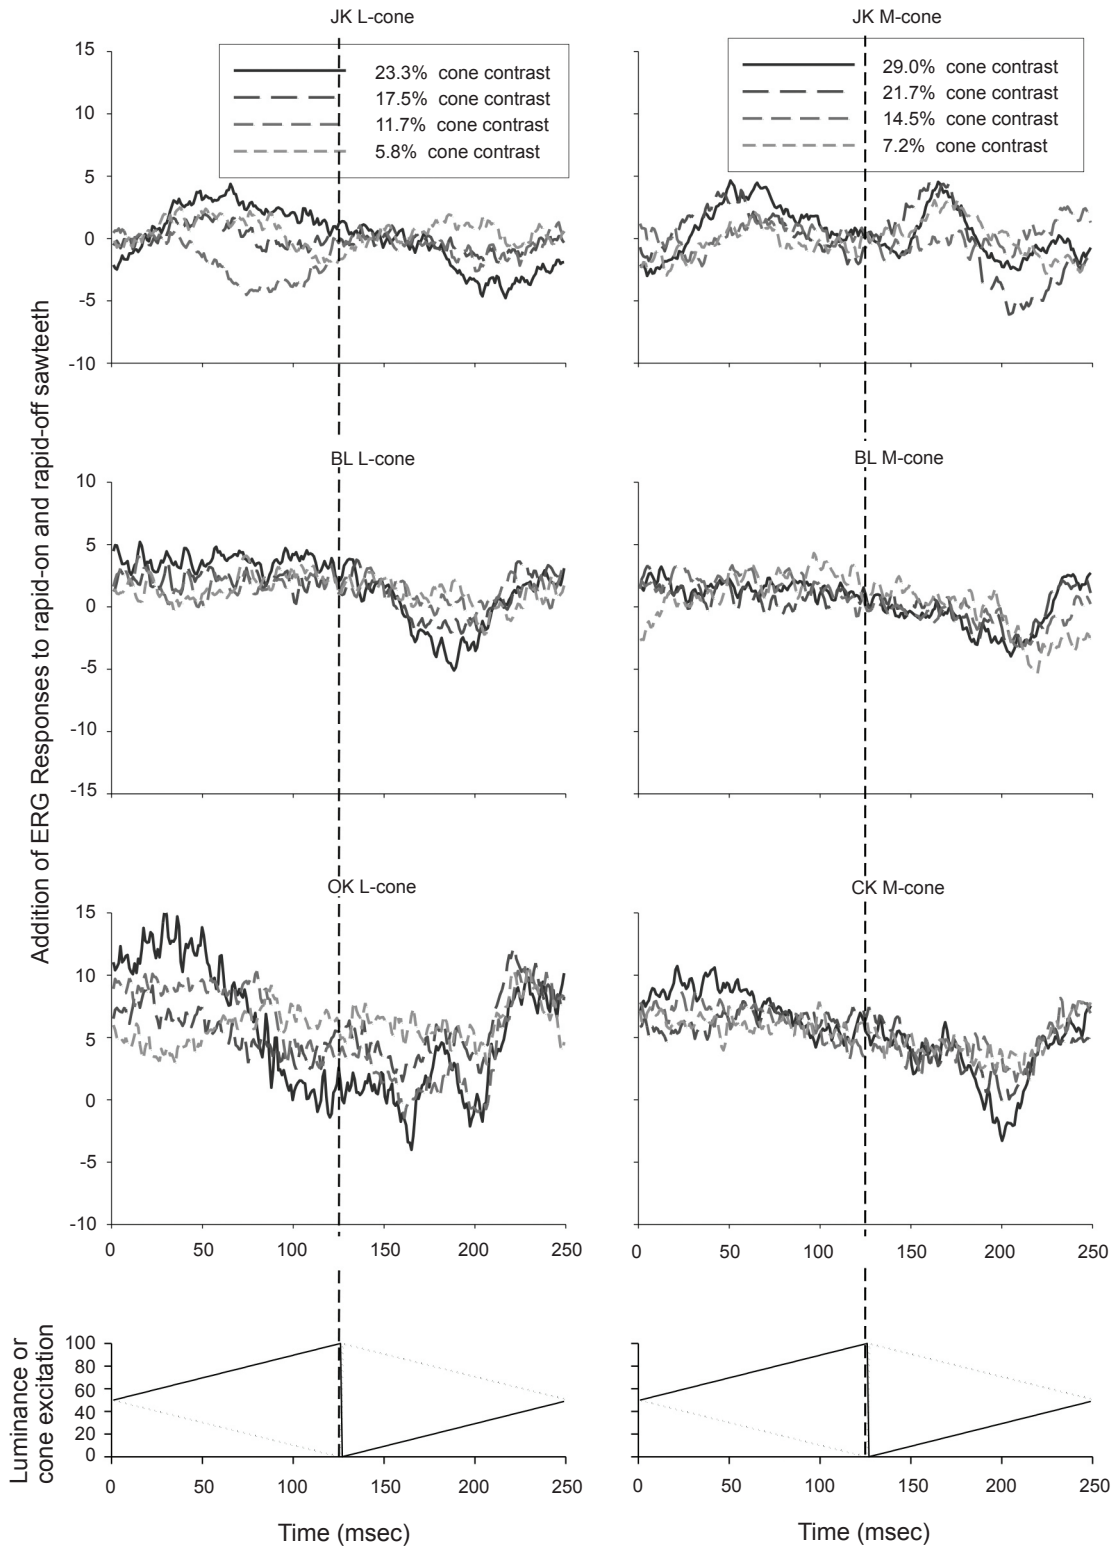 JK L-cone
JK M-cone
15
10
5
0
-5
-10
23.3% cone contrast
17.5% cone contrast
11.7% cone contrast
5.8% cone contrast
29.0% cone contrast
21.7% cone contrast
14.5% cone contrast
7.2% cone contrast
Addition of ERG Responses to rapid-on and rapid-off sawteeth
BL L-cone
BL M-cone
10
5
0
-5
-10
-15
OK L-cone
CK M-cone
15
10
5
0
-5
-10
0 50 100 150 200 250
0 50 100 150 200 250
Luminance or
cone excitation
100
80
60
40
20
0
0 50 100 150 200 250
0 50 100 150 200 250
Time (msec)
Time (msec)